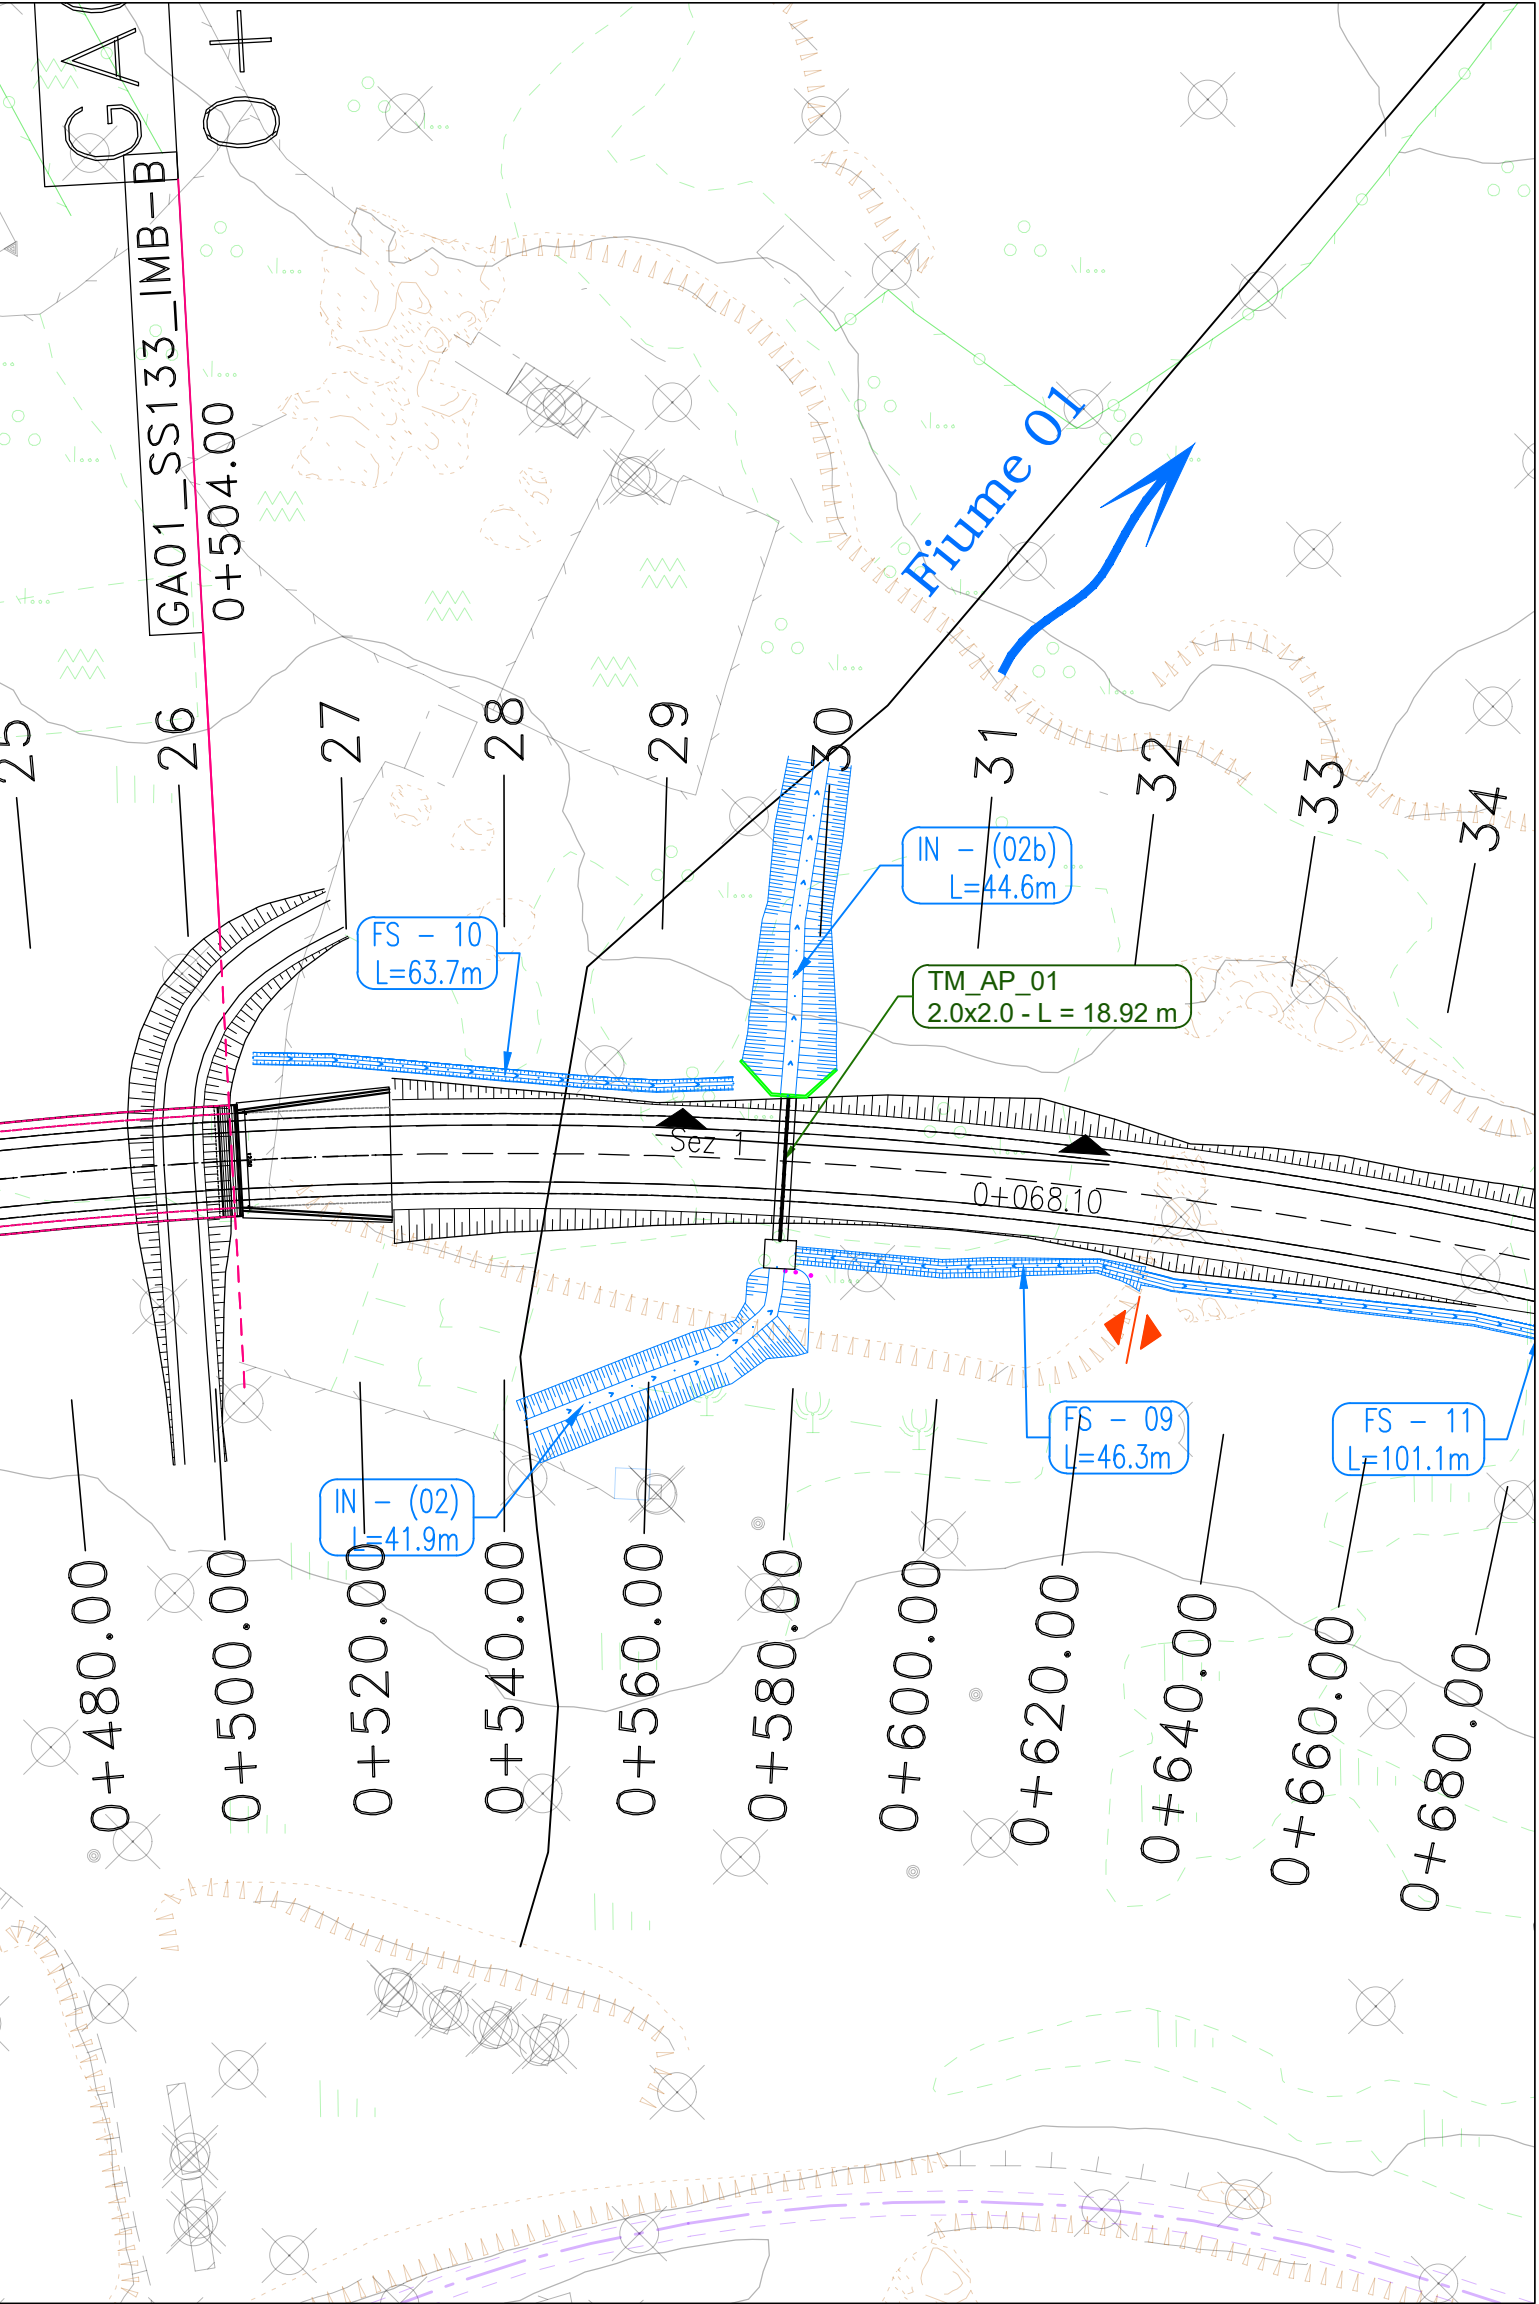 GA
0+
GA01_SS133_IMB-B
0+504.00
Fiume 01
25
26
27
28
29
30
31
32
33
34
IN - (02b)
L=44.6m
FS - 10
L=63.7m
TM_AP_01
2.0x2.0 - L = 18.92 m
Sez 1
0+068.10
FS - 09
L=46.3m
FS - 11
L=101.1m
IN - (02)
L=41.9m
0+480.00
0+500.00
0+520.00
0+540.00
0+560.00
0+580.00
0+600.00
0+620.00
0+640.00
0+660.00
0+680.00